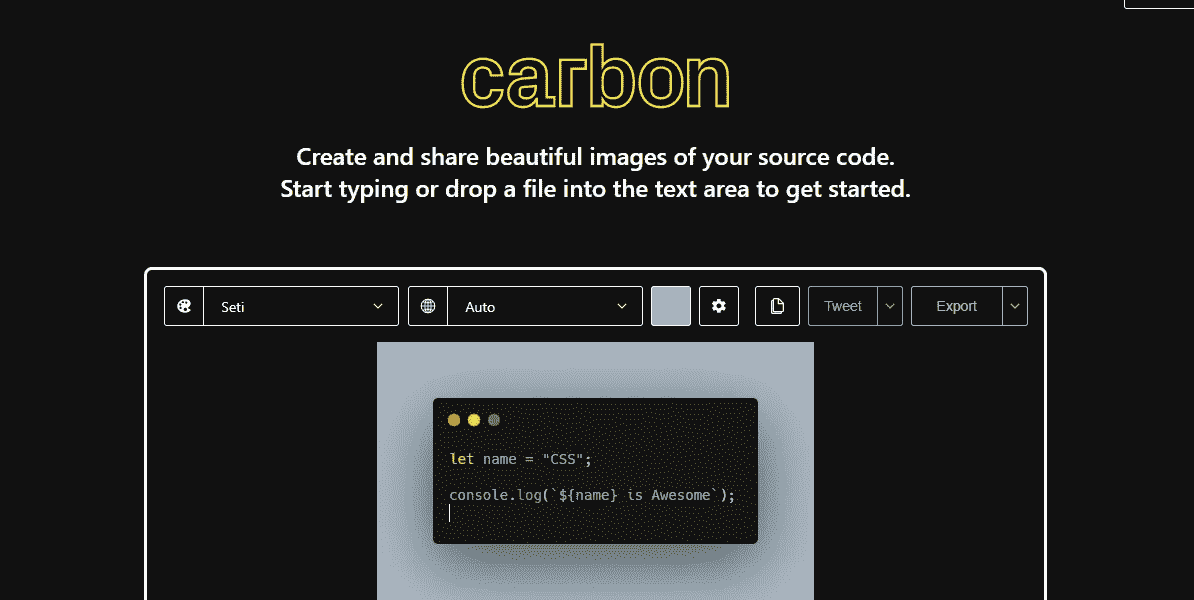 carbon
Create and share beautiful images of your source code.
Start typing or drop a file into the text area to get started.
Seti
Auto
Tweet
Export
let name = "CSS";
console.log(`${name} is Awesome`);